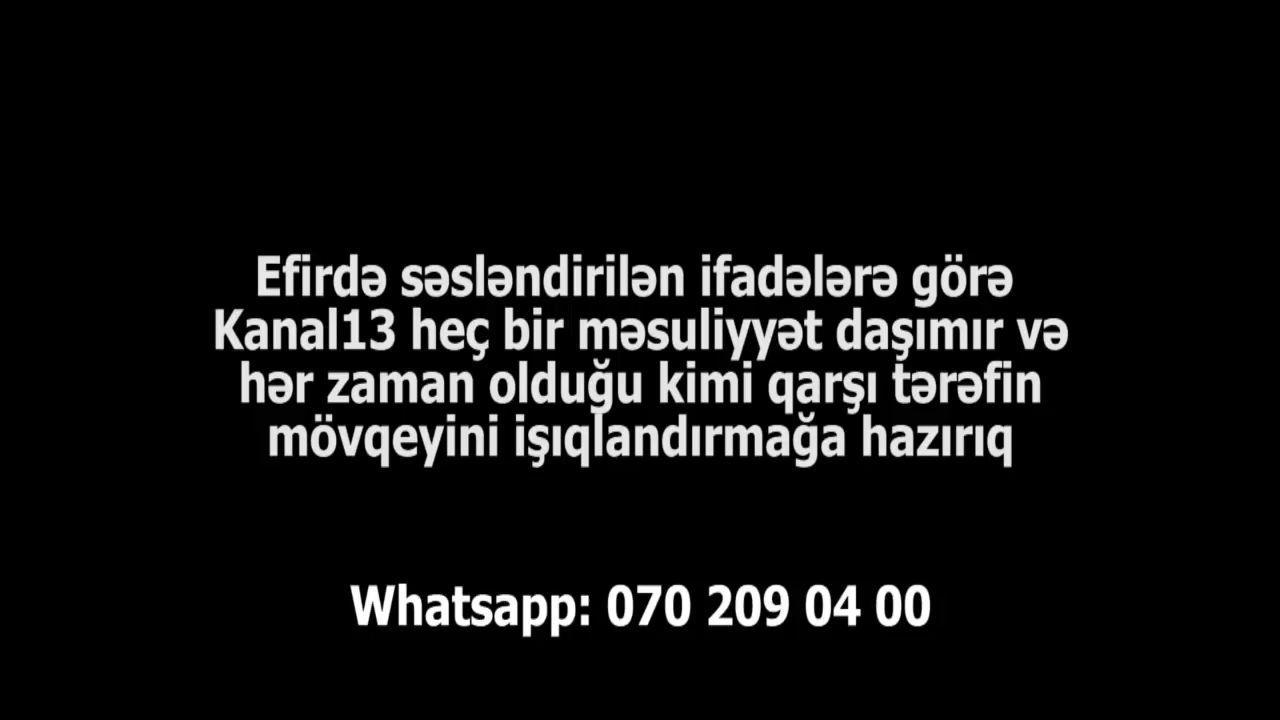 Efirdə səsləndirilən ifadələrə görə
Kanal13 heç bir məsuliyyət daşımır və
hər zaman olduğu kimi qarşı tərəfin
mövqeyini işıqlandırmağa hazırıq
Whatsapp: 070 209 04 00